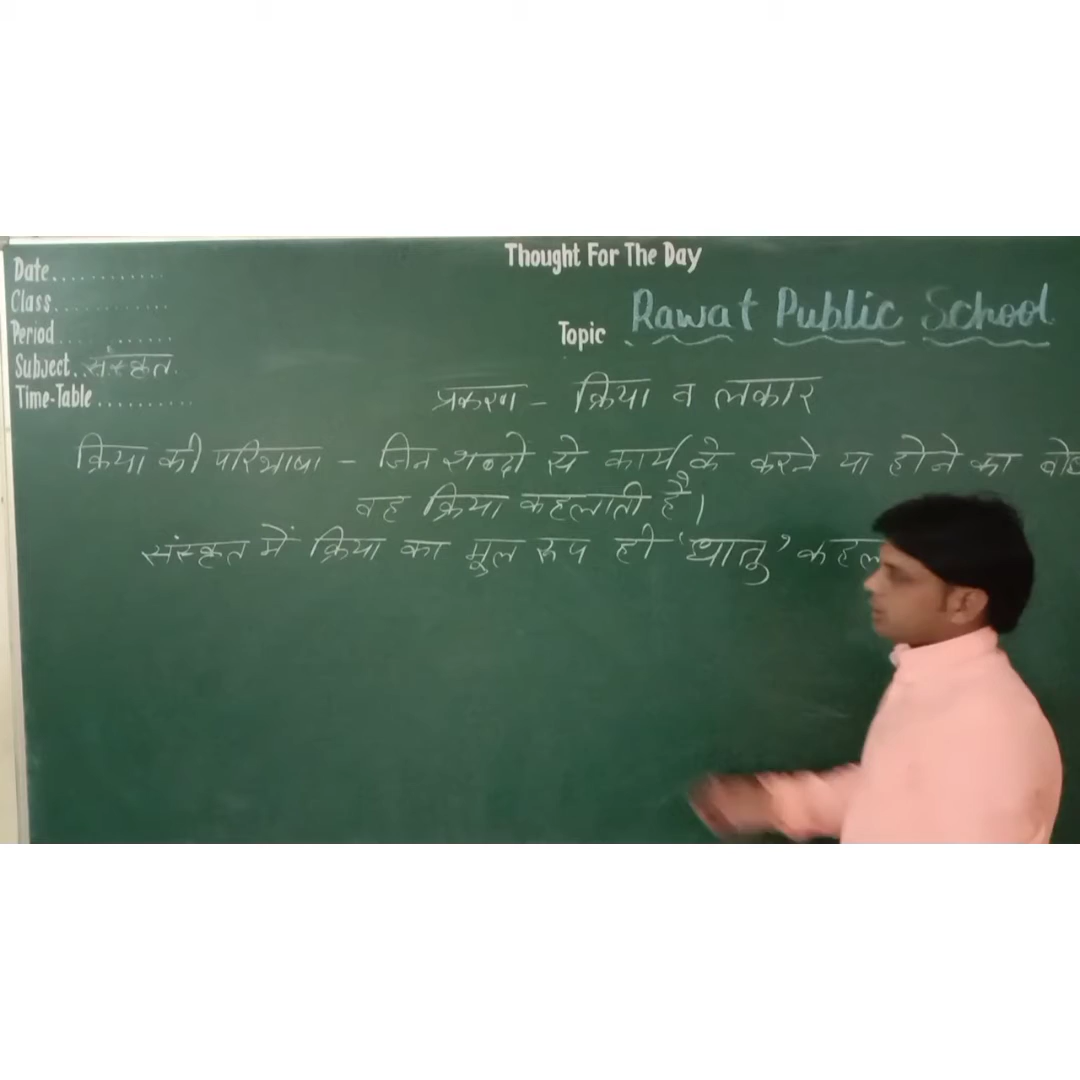 Thought For The Day
Date............
Class............
Period............
Subject..संस्कृत.
Time-Table..........
Topic Rawat Public School
प्रकरण - क्रिया व लकार
क्रिया की परिभाषा - जिन शब्दों से कार्य के करने या होने का
वह क्रिया कहलाती है।
संस्कृत में क्रिया का मुल रूप ही 'धातु'